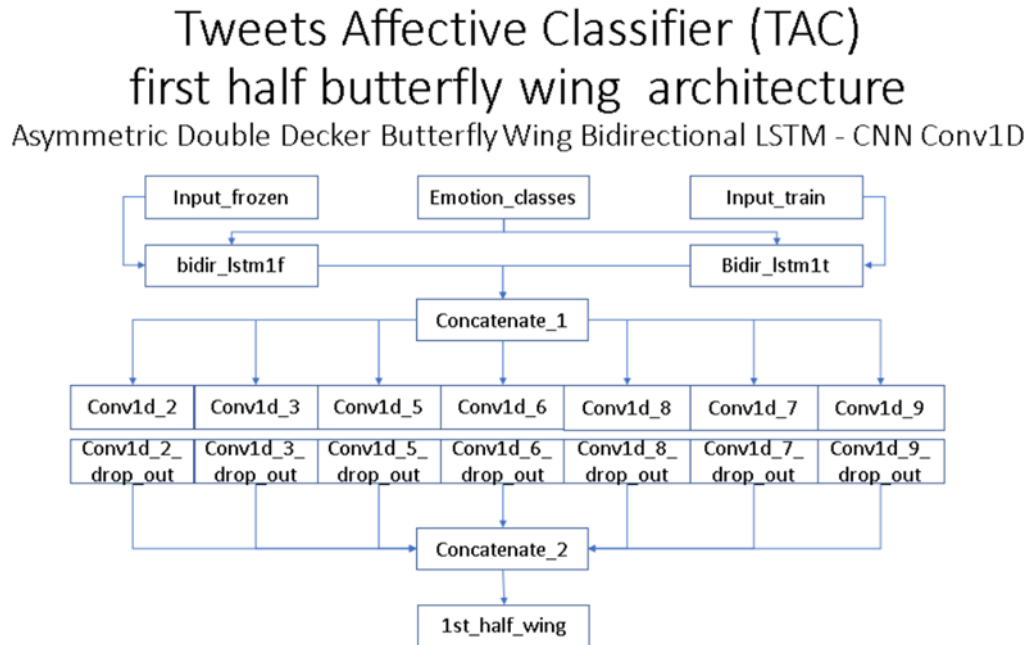 Tweets Affective Classifier (TAC)
first half butterfly wing architecture
Asymmetric Double Decker Butterfly Wing Bidirectional LSTM - CNN Conv1D
Input_frozen
Emotion_classes
Input_train
bidir_lstm1f
Bidir_lstm1t
Concatenate_1
Conv1d_2
Conv1d_3
Conv1d_5
Conv1d_6
Conv1d_8
Conv1d_7
Conv1d_9
Conv1d_2_
drop_out
Conv1d_3_
drop_out
Conv1d_5_
drop_out
Conv1d_6_
drop_out
Conv1d_8_
drop_out
Conv1d_7_
drop_out
Conv1d_9_
drop_out
Concatenate_2
1st_half_wing